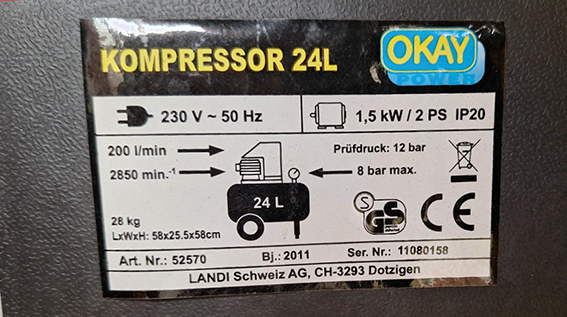 KOMPRESSOR 24L
OKAY
POWER
230 V ~ 50 Hz
1,5 kW / 2 PS IP20
200 l/min
2850 min.-1
Prüfdruck: 12 bar
8 bar max.
24 L
S
GS
28 kg
LxWxH: 58x25.5x58cm
Art. Nr.: 52570
Bj.: 2011
Ser. Nr.: 11080158
LANDI Schweiz AG, CH-3293 Dotzigen